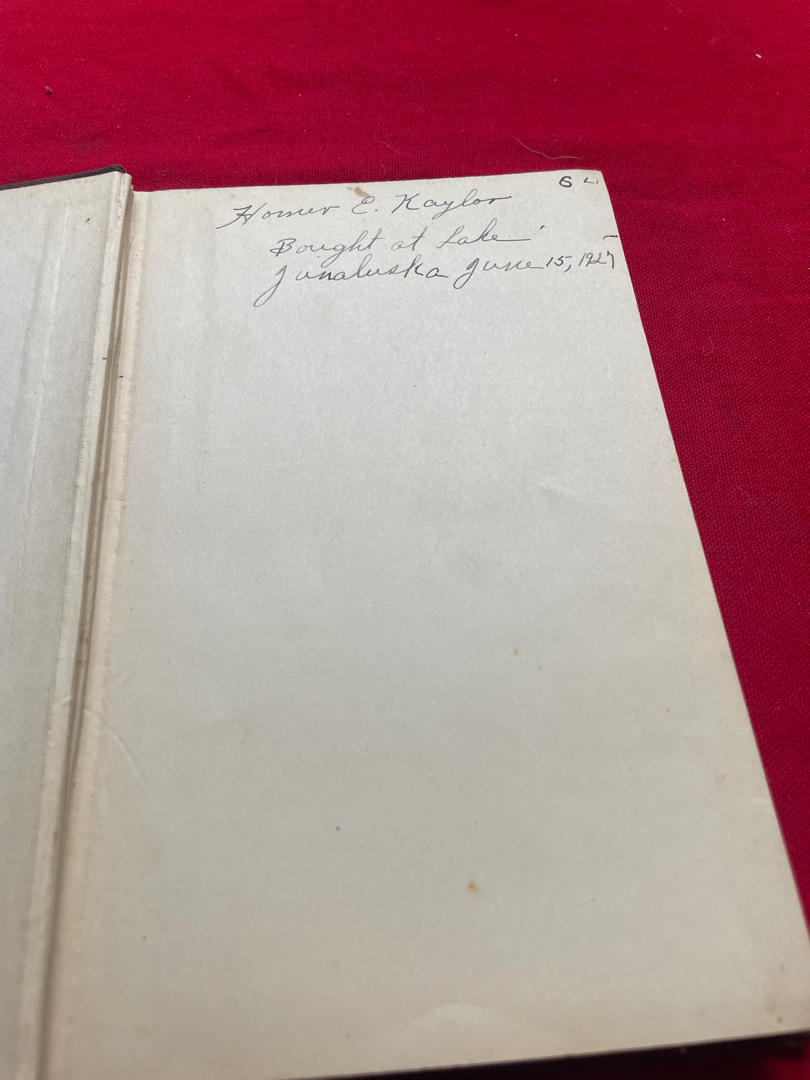 Homer E. Kaylor
Bought at Lake
Junaluska June 15, 1927